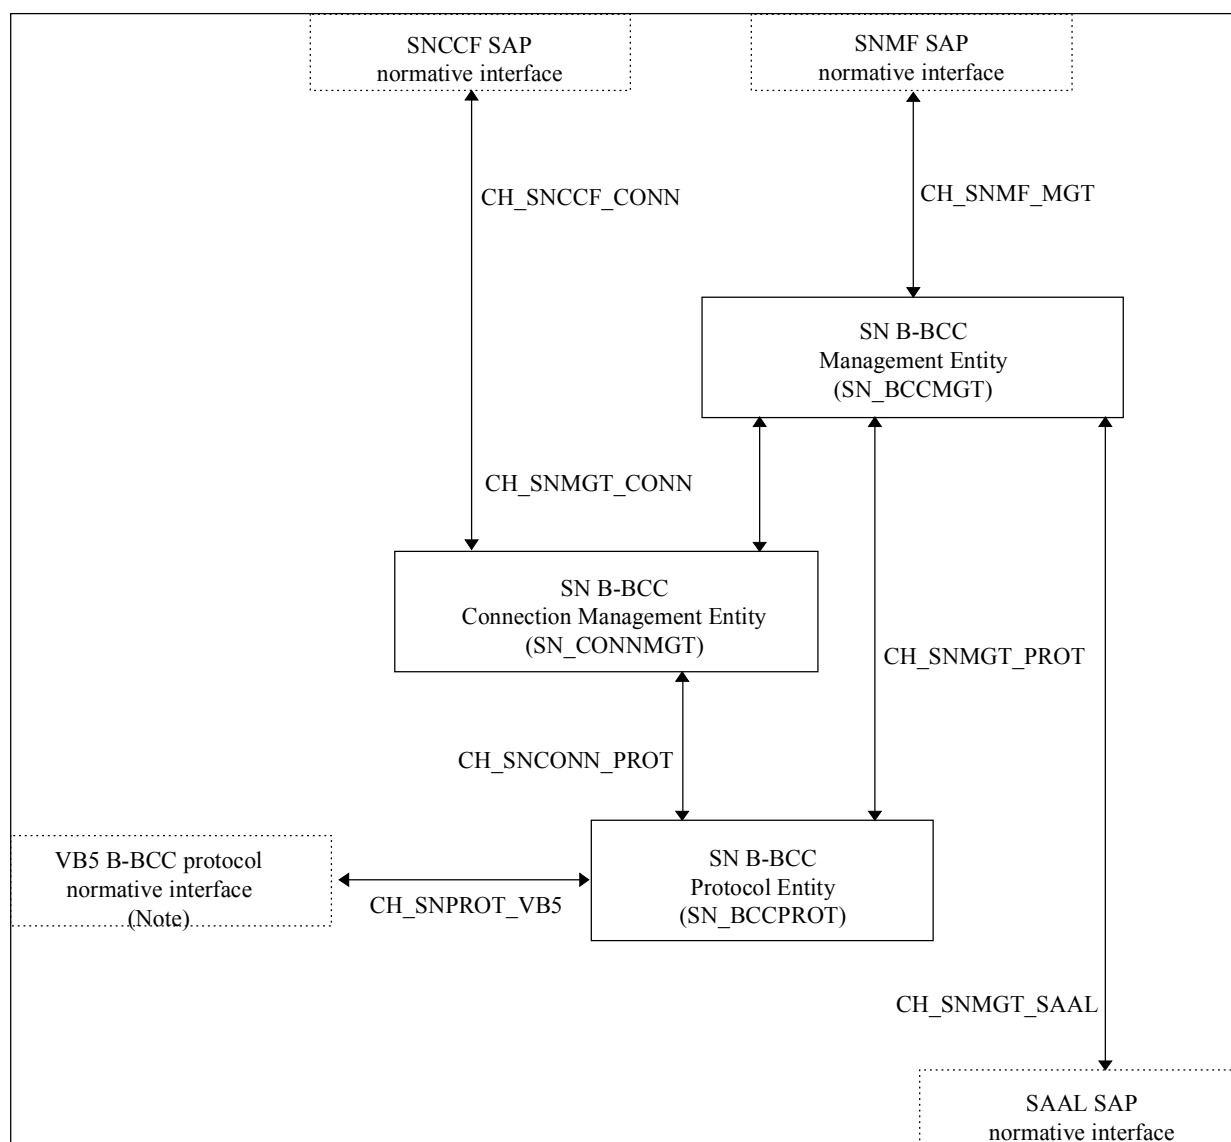 SNCCF SAP
normative interface
SNMF SAP
normative interface
CH_SNCCF_CONN
CH_SNMF_MGT
SN B-BCC
Management Entity
(SN_BCCMGT)
CH_SNMGT_CONN
SN B-BCC
Connection Management Entity
(SN_CONNMGT)
CH_SNMGT_PROT
CH_SNCONN_PROT
VB5 B-BCC protocol
normative interface
(Note)
CH_SNPROT_VB5
SN B-BCC
Protocol Entity
(SN_BCCPROT)
CH_SNMGT_SAAL
SAAL SAP
normative interface